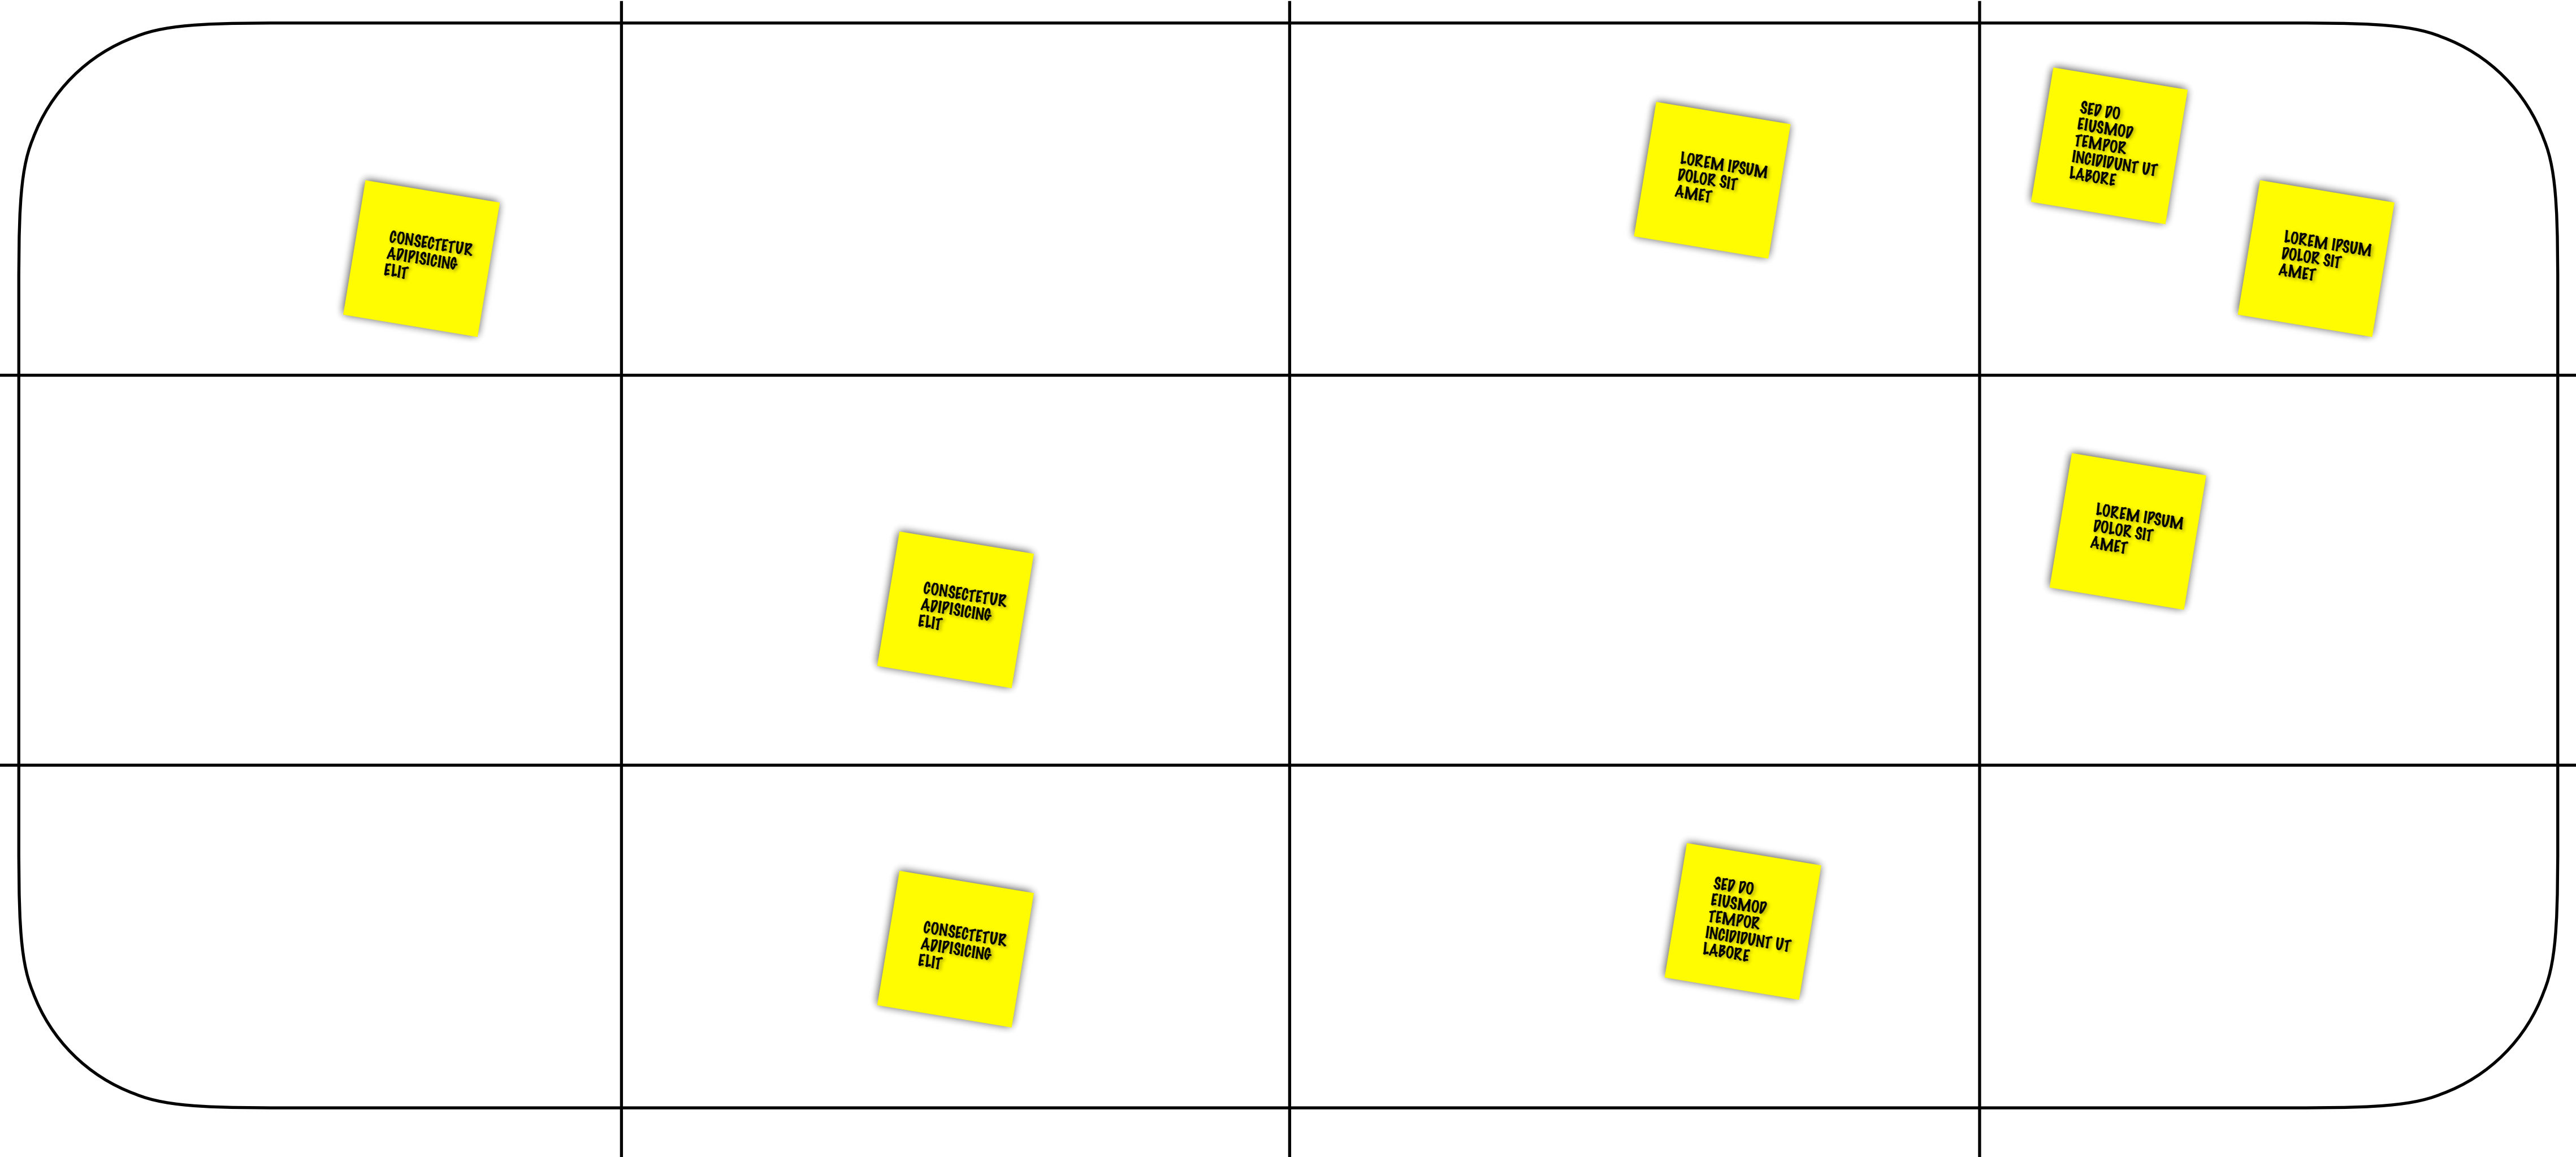 CONSECTETUR
ADIPISICING
ELIT
LOREM IPSUM
DOLOR SIT
AMET
SED DO
EIUSMOD
TEMPOR
INCIDIDUNT UT
LABORE
LOREM IPSUM
DOLOR SIT
AMET
CONSECTETUR
ADIPISICING
ELIT
LOREM IPSUM
DOLOR SIT
AMET
CONSECTETUR
ADIPISICING
ELIT
SED DO
EIUSMOD
TEMPOR
INCIDIDUNT UT
LABORE